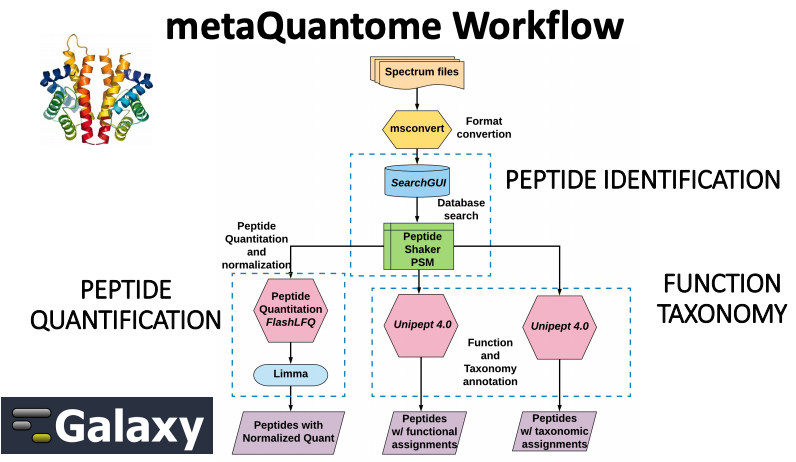 metaQuantome Workflow
Spectrum files
msconvert
Format
convertion
SearchGUI
PEPTIDE IDENTIFICATION
Database
search
Peptide
Shaker
PSM
Peptide
Quantitation
and
normalization
PEPTIDE
QUANTIFICATION
Peptide
Quantitation
FlashLFQ
Limma
Unipept 4.0
Unipept 4.0
Function
and
Taxonomy
annotation
FUNCTION
TAXONOMY
Galaxy
Peptides with
Normalized Quant
Peptides
w/ functional
assignments
Peptides
w/ taxonomic
assignments